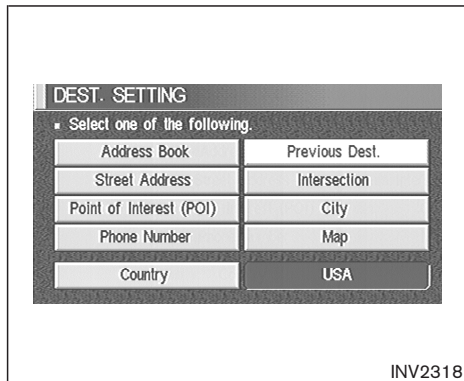 DEST. SETTING
Select one of the following.
Address Book Previous Dest.
Street Address Intersection
Point of Interest (POI) City
Phone Number Map
Country USA
INV2318